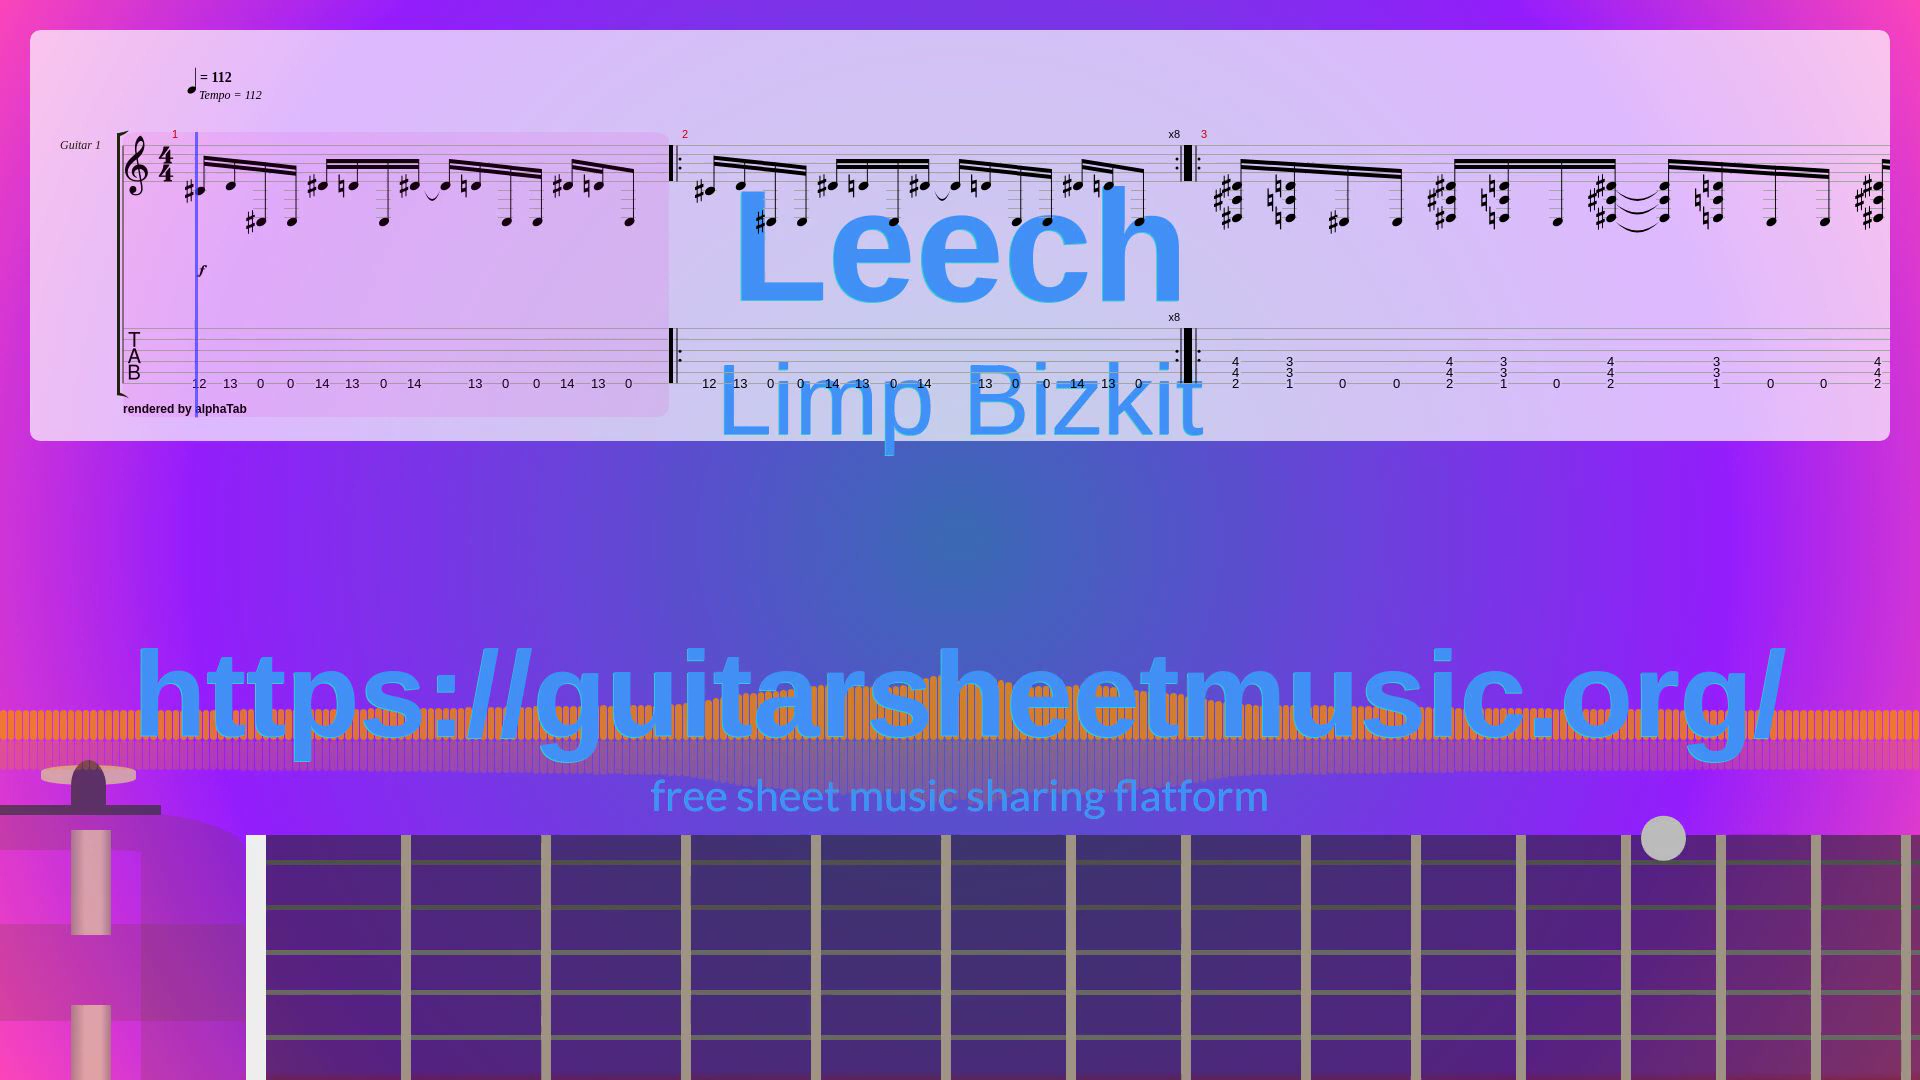 = 112
Tempo = 112
1 2 x8 3
Guitar 1
4
4
f
Leech
x8
T
A
B
4 3 4 3 4 3 4
4 3 4 3 4 3 4
12 13 0 0 14 13 0 14 13 0 0 14 13 0 12 13 0 0 14 13 0 14 13 0 0 14 13 0 2 1 0 0 2 1 0 2 1 0 0 2
Limp Bizkit
rendered by alphaTab
https://guitarsheetmusic.org/
free sheet music sharing flatform